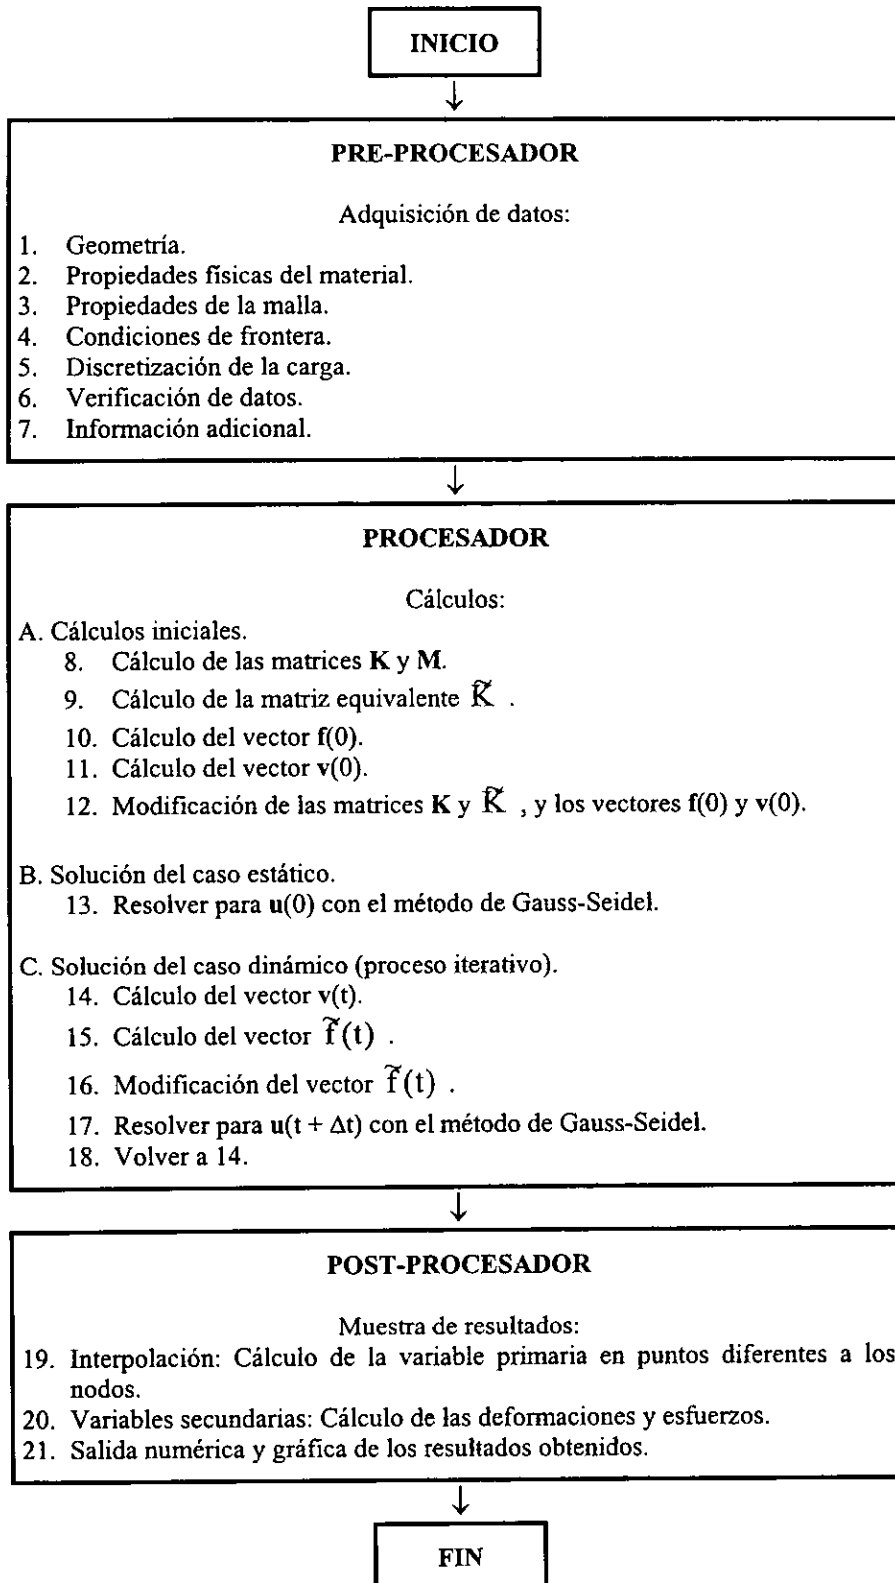 INICIO
↓
PRE-PROCESADOR
Adquisición de datos:
1. Geometría.
2. Propiedades físicas del material.
3. Propiedades de la malla.
4. Condiciones de frontera.
5. Discretización de la carga.
6. Verificación de datos.
7. Información adicional.
↓
PROCESADOR
Cálculos:
A. Cálculos iniciales.
8. Cálculo de las matrices K y M.
9. Cálculo de la matriz equivalente K̃ .
10. Cálculo del vector f(0).
11. Cálculo del vector v(0).
12. Modificación de las matrices K y K̃ , y los vectores f(0) y v(0).
B. Solución del caso estático.
13. Resolver para u(0) con el método de Gauss-Seidel.
C. Solución del caso dinámico (proceso iterativo).
14. Cálculo del vector v(t).
15. Cálculo del vector f̃(t) .
16. Modificación del vector f̃(t) .
17. Resolver para u(t + Δt) con el método de Gauss-Seidel.
18. Volver a 14.
↓
POST-PROCESADOR
Muestra de resultados:
19. Interpolación: Cálculo de la variable primaria en puntos diferentes a los
nodos.
20. Variables secundarias: Cálculo de las deformaciones y esfuerzos.
21. Salida numérica y gráfica de los resultados obtenidos.
↓
FIN